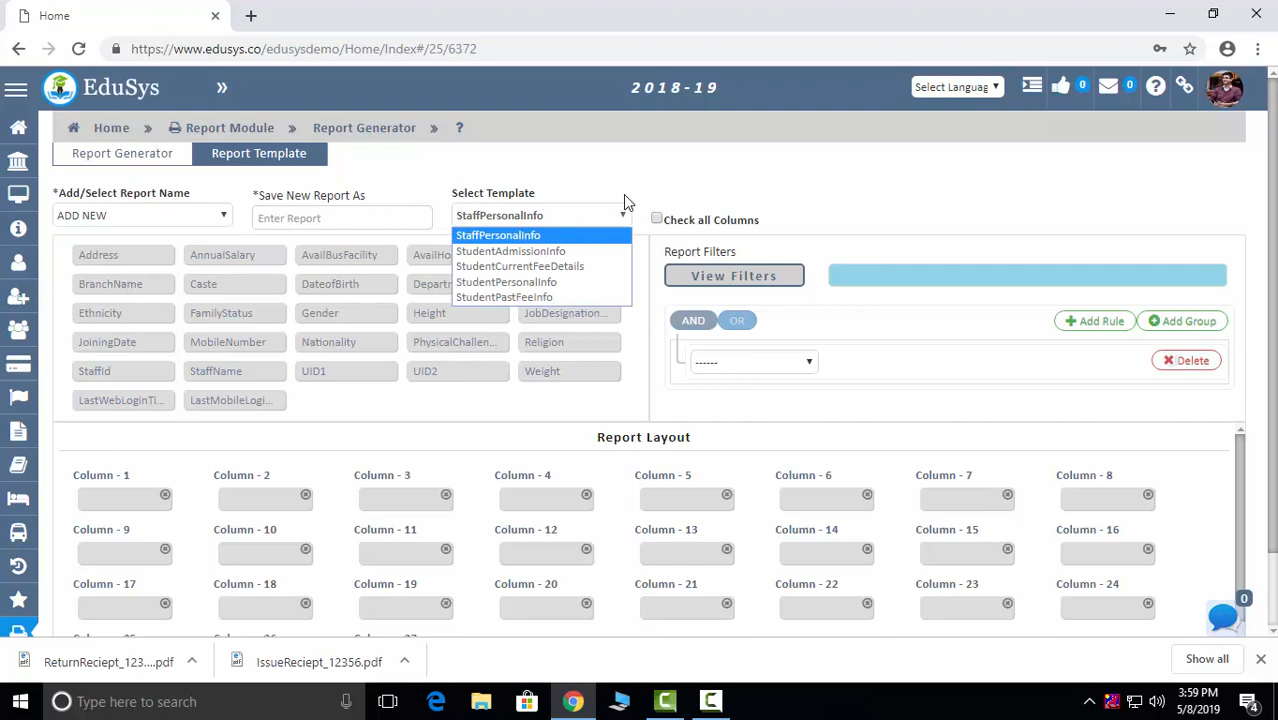 Home
https://www.edusys.co/edusysdemo/Home/Index#/25/6372
EduSys
»
2018-19
Select Languag
0
0
Home » Report Module » Report Generator » ?
Report Generator
Report Template
*Add/Select Report Name
*Save New Report As
Select Template
ADD NEW
Enter Report
StaffPersonalInfo
Check all Columns
StaffPersonalInfo
StudentAdmissionInfo
StudentCurrentFeeDetails
StudentPersonalInfo
StudentPastFeeInfo
Address
AnnualSalary
AvailBusFacility
BranchName
Caste
DateofBirth
Ethnicity
FamilyStatus
Gender
Height
JobDesignation...
JoiningDate
MobileNumber
Nationality
PhysicalChallen...
Religion
StaffId
StaffName
UID1
UID2
Weight
LastWebLoginTi...
LastMobileLogi...
Report Filters
View Filters
AND
OR
Add Rule
Add Group
------
Delete
Report Layout
Column - 1
Column - 2
Column - 3
Column - 4
Column - 5
Column - 6
Column - 7
Column - 8
Column - 9
Column - 10
Column - 11
Column - 12
Column - 13
Column - 14
Column - 15
Column - 16
Column - 17
Column - 18
Column - 19
Column - 20
Column - 21
Column - 22
Column - 23
Column - 24
0
ReturnReciept_123....pdf
IssueReciept_12356.pdf
Show all
Type here to search
3:59 PM
5/8/2019
4